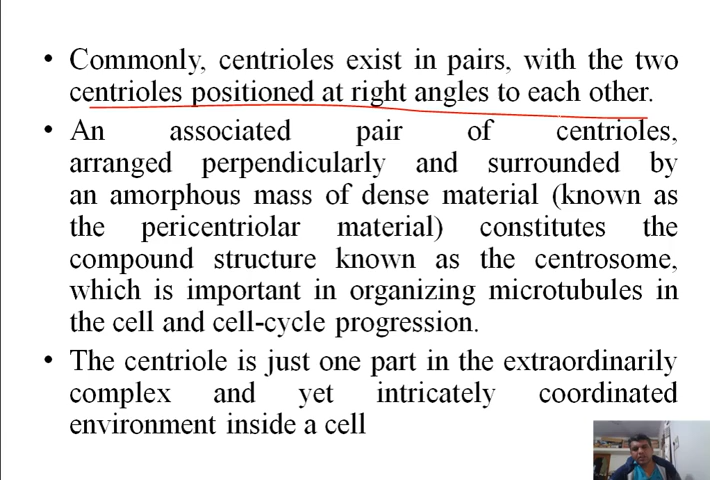 • Commonly, centrioles exist in pairs, with the two
centrioles positioned at right angles to each other.
• An associated pair of centrioles,
arranged perpendicularly and surrounded by
an amorphous mass of dense material (known as
the pericentriolar material) constitutes the
compound structure known as the centrosome,
which is important in organizing microtubules in
the cell and cell-cycle progression.
• The centriole is just one part in the extraordinarily
complex and yet intricately coordinated
environment inside a cell